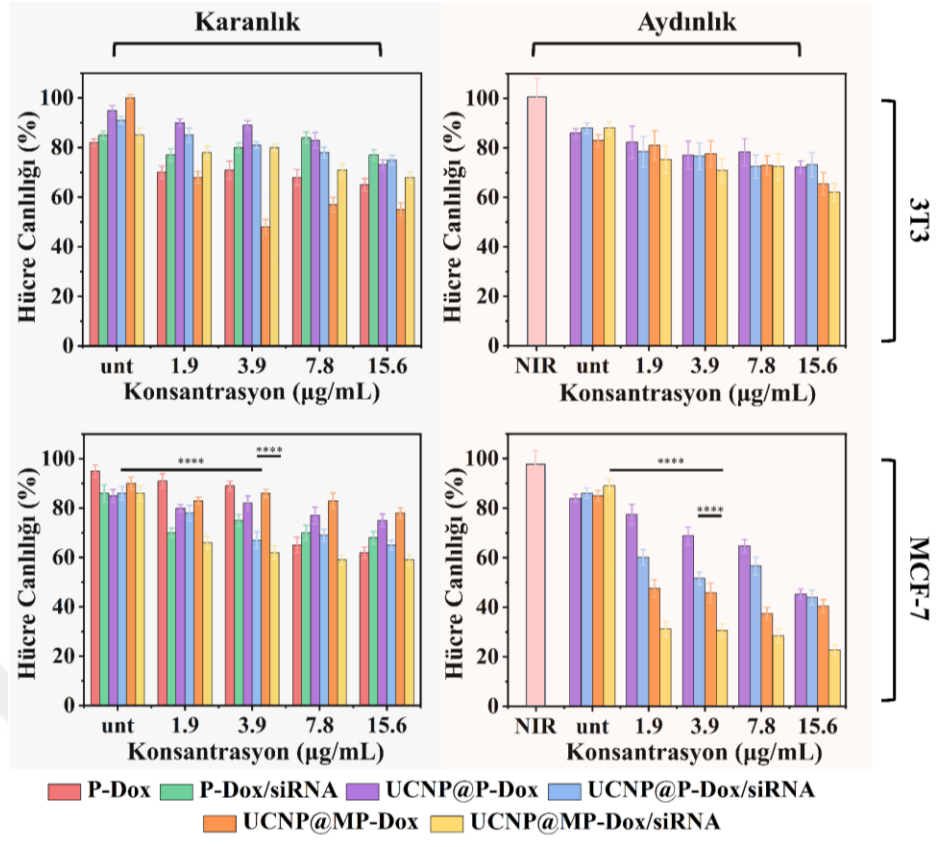 Karanlık
Aydınlık
Hücre Canlılığı (%)
100
80
60
40
20
0
unt 1.9 3.9 7.8 15.6
Konsantrasyon (µg/mL)
Hücre Canlılığı (%)
100
80
60
40
20
0
NIR unt 1.9 3.9 7.8 15.6
Konsantrasyon (µg/mL)
3T3
Hücre Canlılığı (%)
100
80
60
40
20
0
****
****
unt 1.9 3.9 7.8 15.6
Konsantrasyon (µg/mL)
Hücre Canlılığı (%)
100
80
60
40
20
0
****
****
NIR unt 1.9 3.9 7.8 15.6
Konsantrasyon (µg/mL)
MCF-7
P-Dox P-Dox/siRNA UCNP@P-Dox UCNP@P-Dox/siRNA
UCNP@MP-Dox UCNP@MP-Dox/siRNA